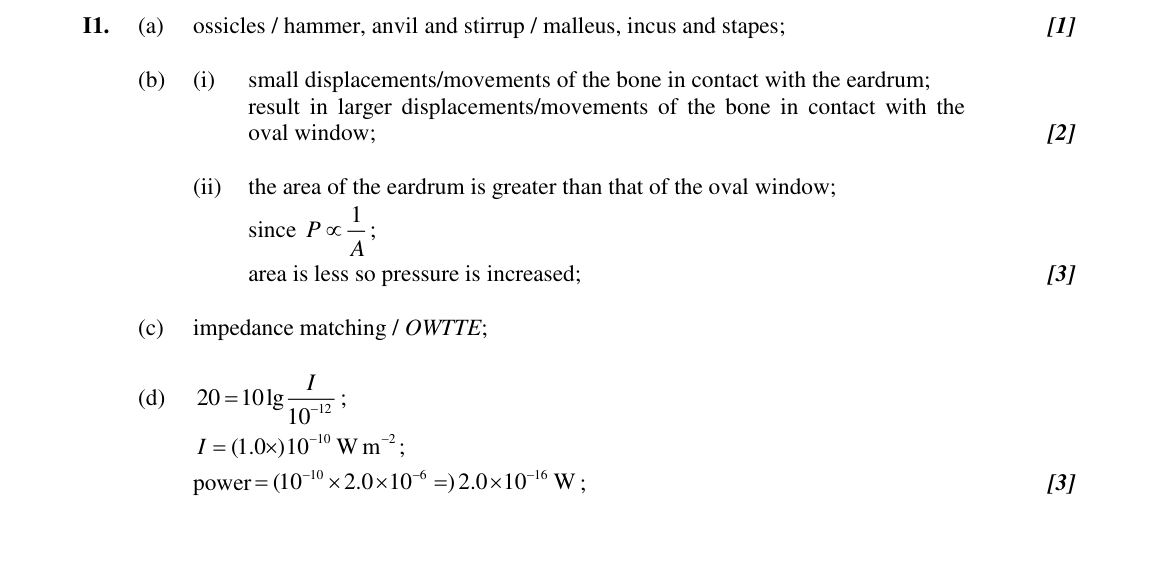 I1. (a) ossicles / hammer, anvil and stirrup / malleus, incus and stapes; [1]
(b) (i) small displacements/movements of the bone in contact with the eardrum;
result in larger displacements/movements of the bone in contact with the
oval window; [2]
(ii) the area of the eardrum is greater than that of the oval window;
since P ∝ 1/A ;
area is less so pressure is increased; [3]
(c) impedance matching / OWTTE;
(d) 20 = 10 lg I/10⁻¹² ;
I = (1.0×)10⁻¹⁰ W m⁻² ;
power = (10⁻¹⁰ × 2.0×10⁻⁶ =) 2.0×10⁻¹⁶ W ; [3]